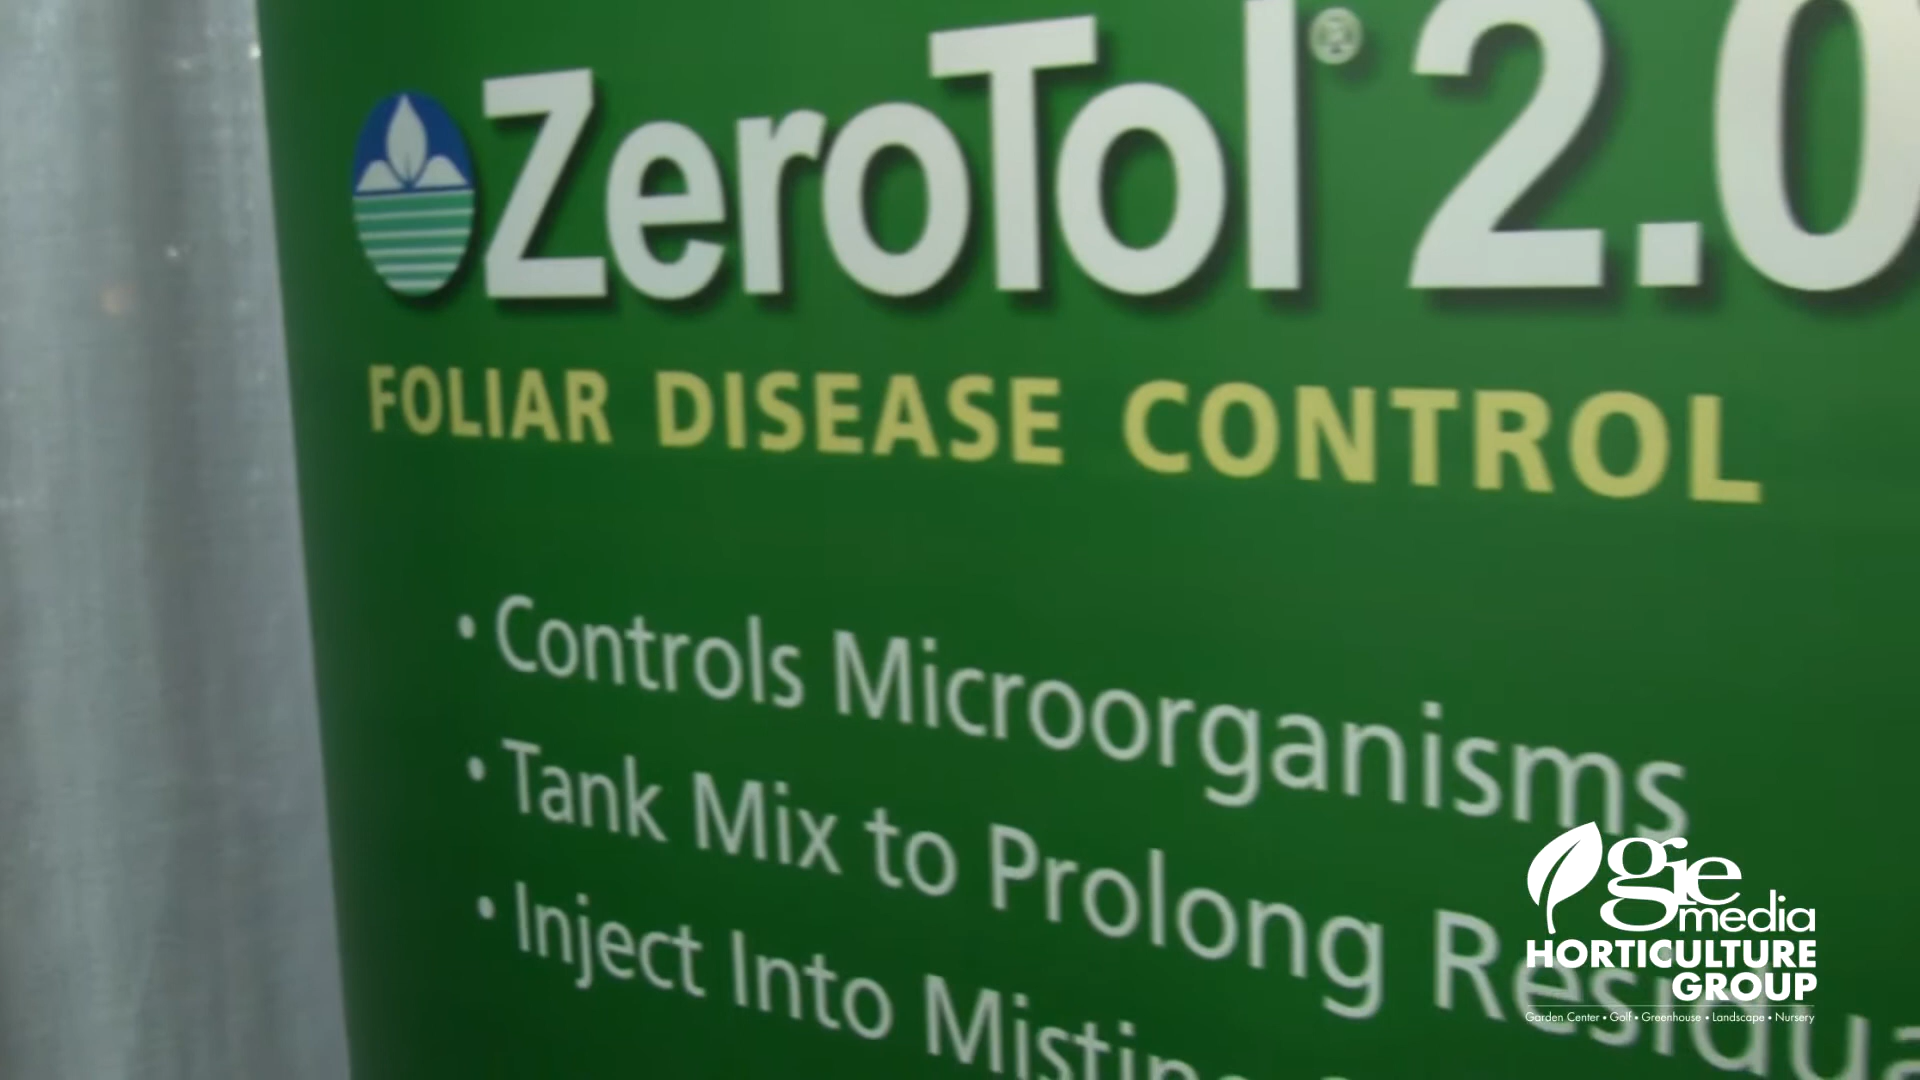 ZeroTol® 2.0
FOLIAR DISEASE CONTROL
• Controls Microorganisms
• Tank Mix to Prolong
• Inject Into
gie
media
HORTICULTURE
GROUP
Garden Center • Golf • Greenhouse • Landscape • Nursery